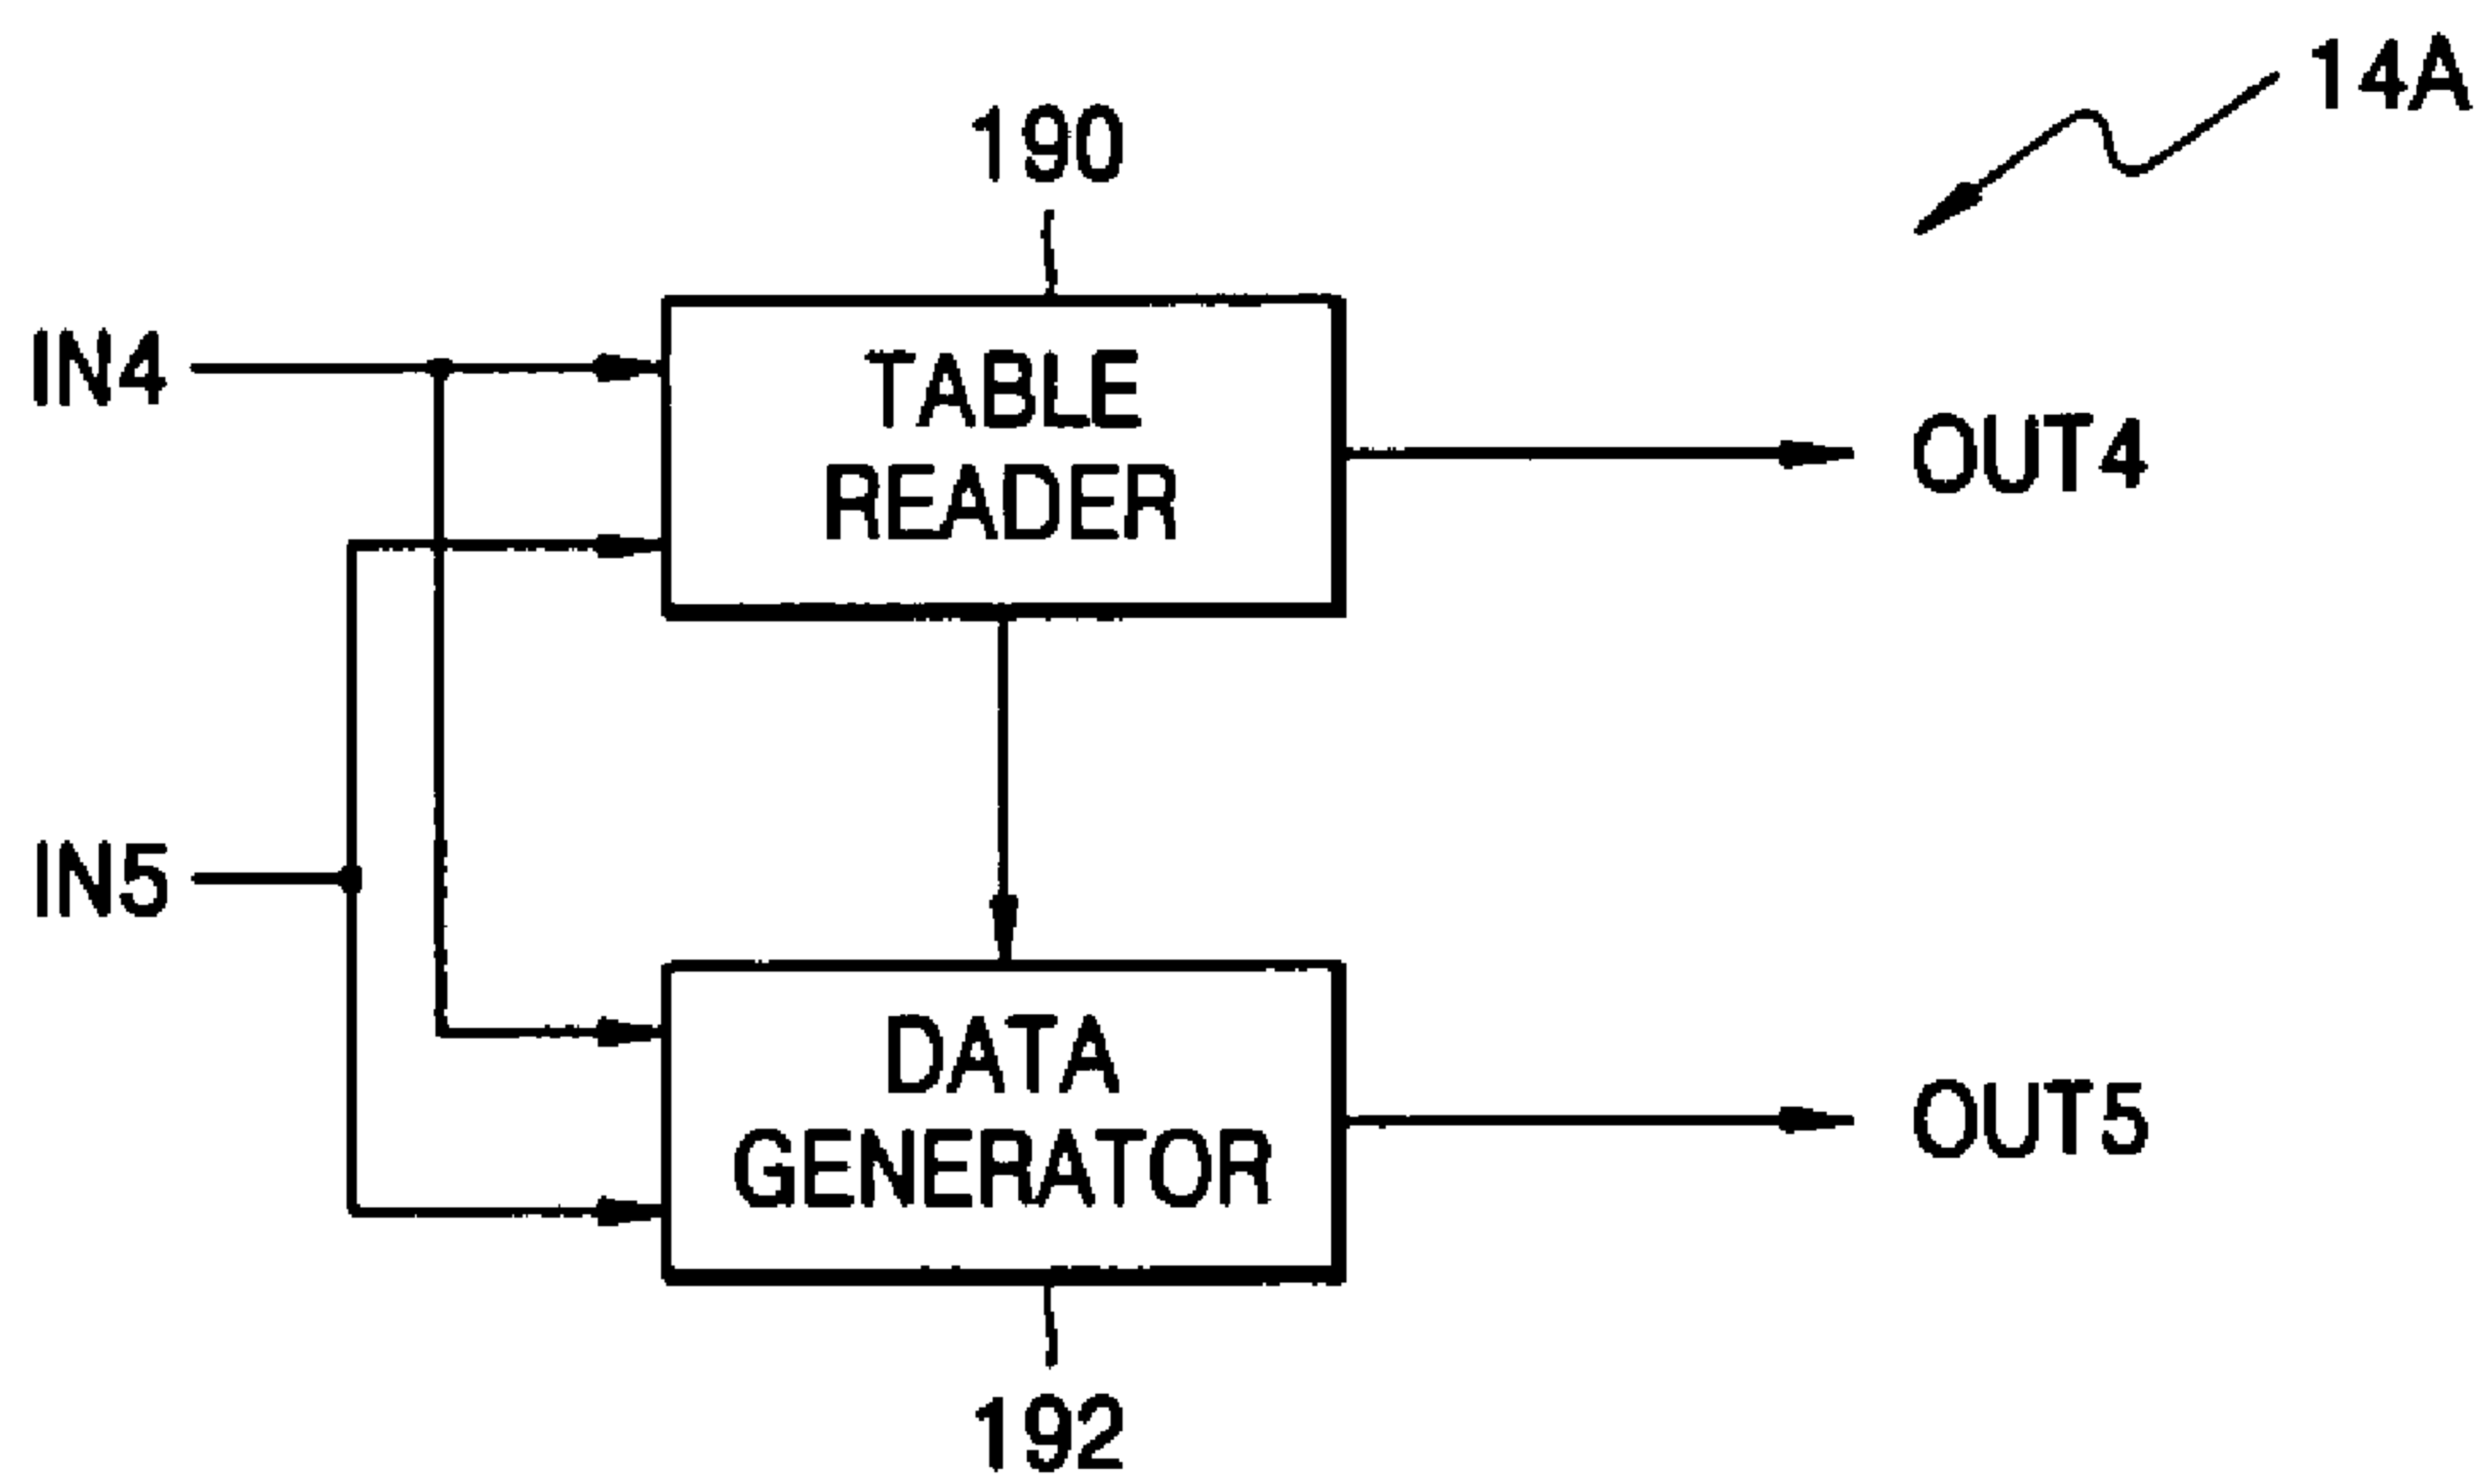 14A
190
IN4
TABLE
READER
OUT4
IN5
DATA
GENERATOR
OUT5
192